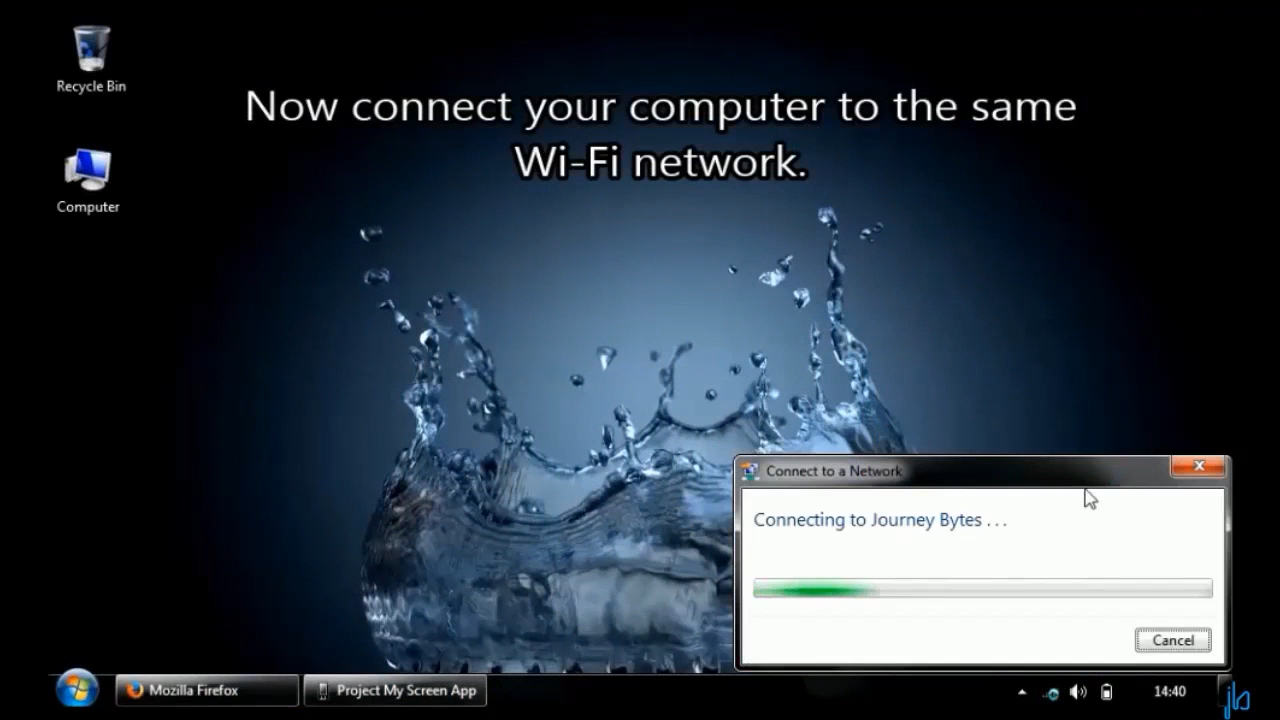 Recycle Bin
Now connect your computer to the same
Wi-Fi network.
Computer
Connect to a Network
Connecting to Journey Bytes . . .
Cancel
Mozilla Firefox
Project My Screen App
14:40
jb